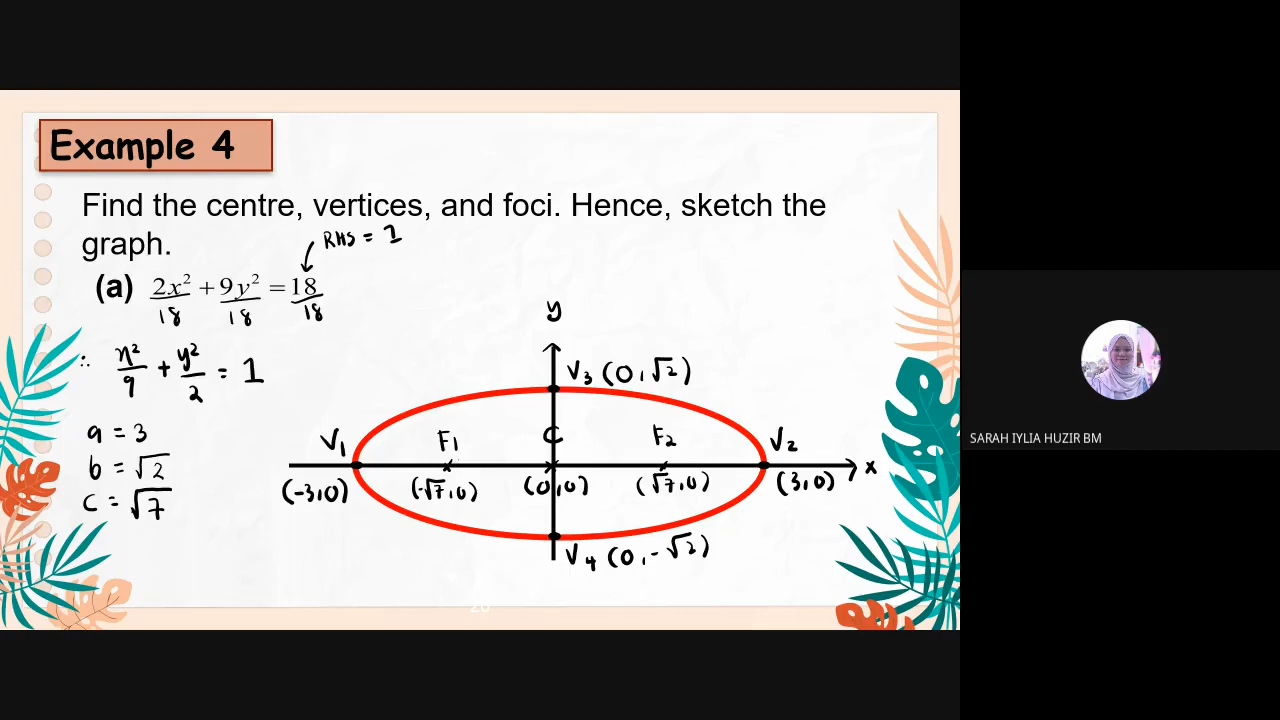 Example 4
Find the centre, vertices, and foci. Hence, sketch the
graph.
RHS = 1
(a) 2x²/18 + 9y²/18 = 18/18
∴ x²/9 + y²/2 = 1
a = 3
b = √2
c = √7
y
V₃ (0, √2)
V₁ F₁ C F₂ V₂
x
(-3,0) (-√7,0) (0,0) (√7,0) (3,0)
V₄ (0, -√2)
20
SARAH IYLIA HUZIR BM